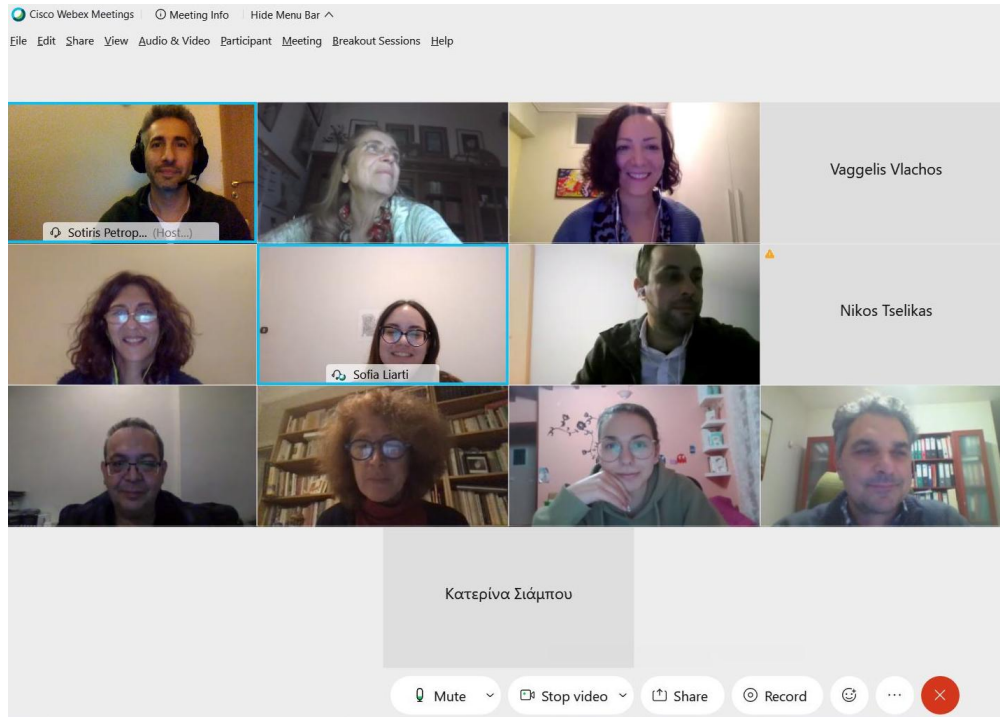 Cisco Webex Meetings Meeting Info Hide Menu Bar
File Edit Share View Audio & Video Participant Meeting Breakout Sessions Help
Sotiris Petrop... (Host...)
Vaggelis Vlachos
Sofia Liarti
Nikos Tselikas
Κατερίνα Σιάμπου
Mute Stop video Share Record